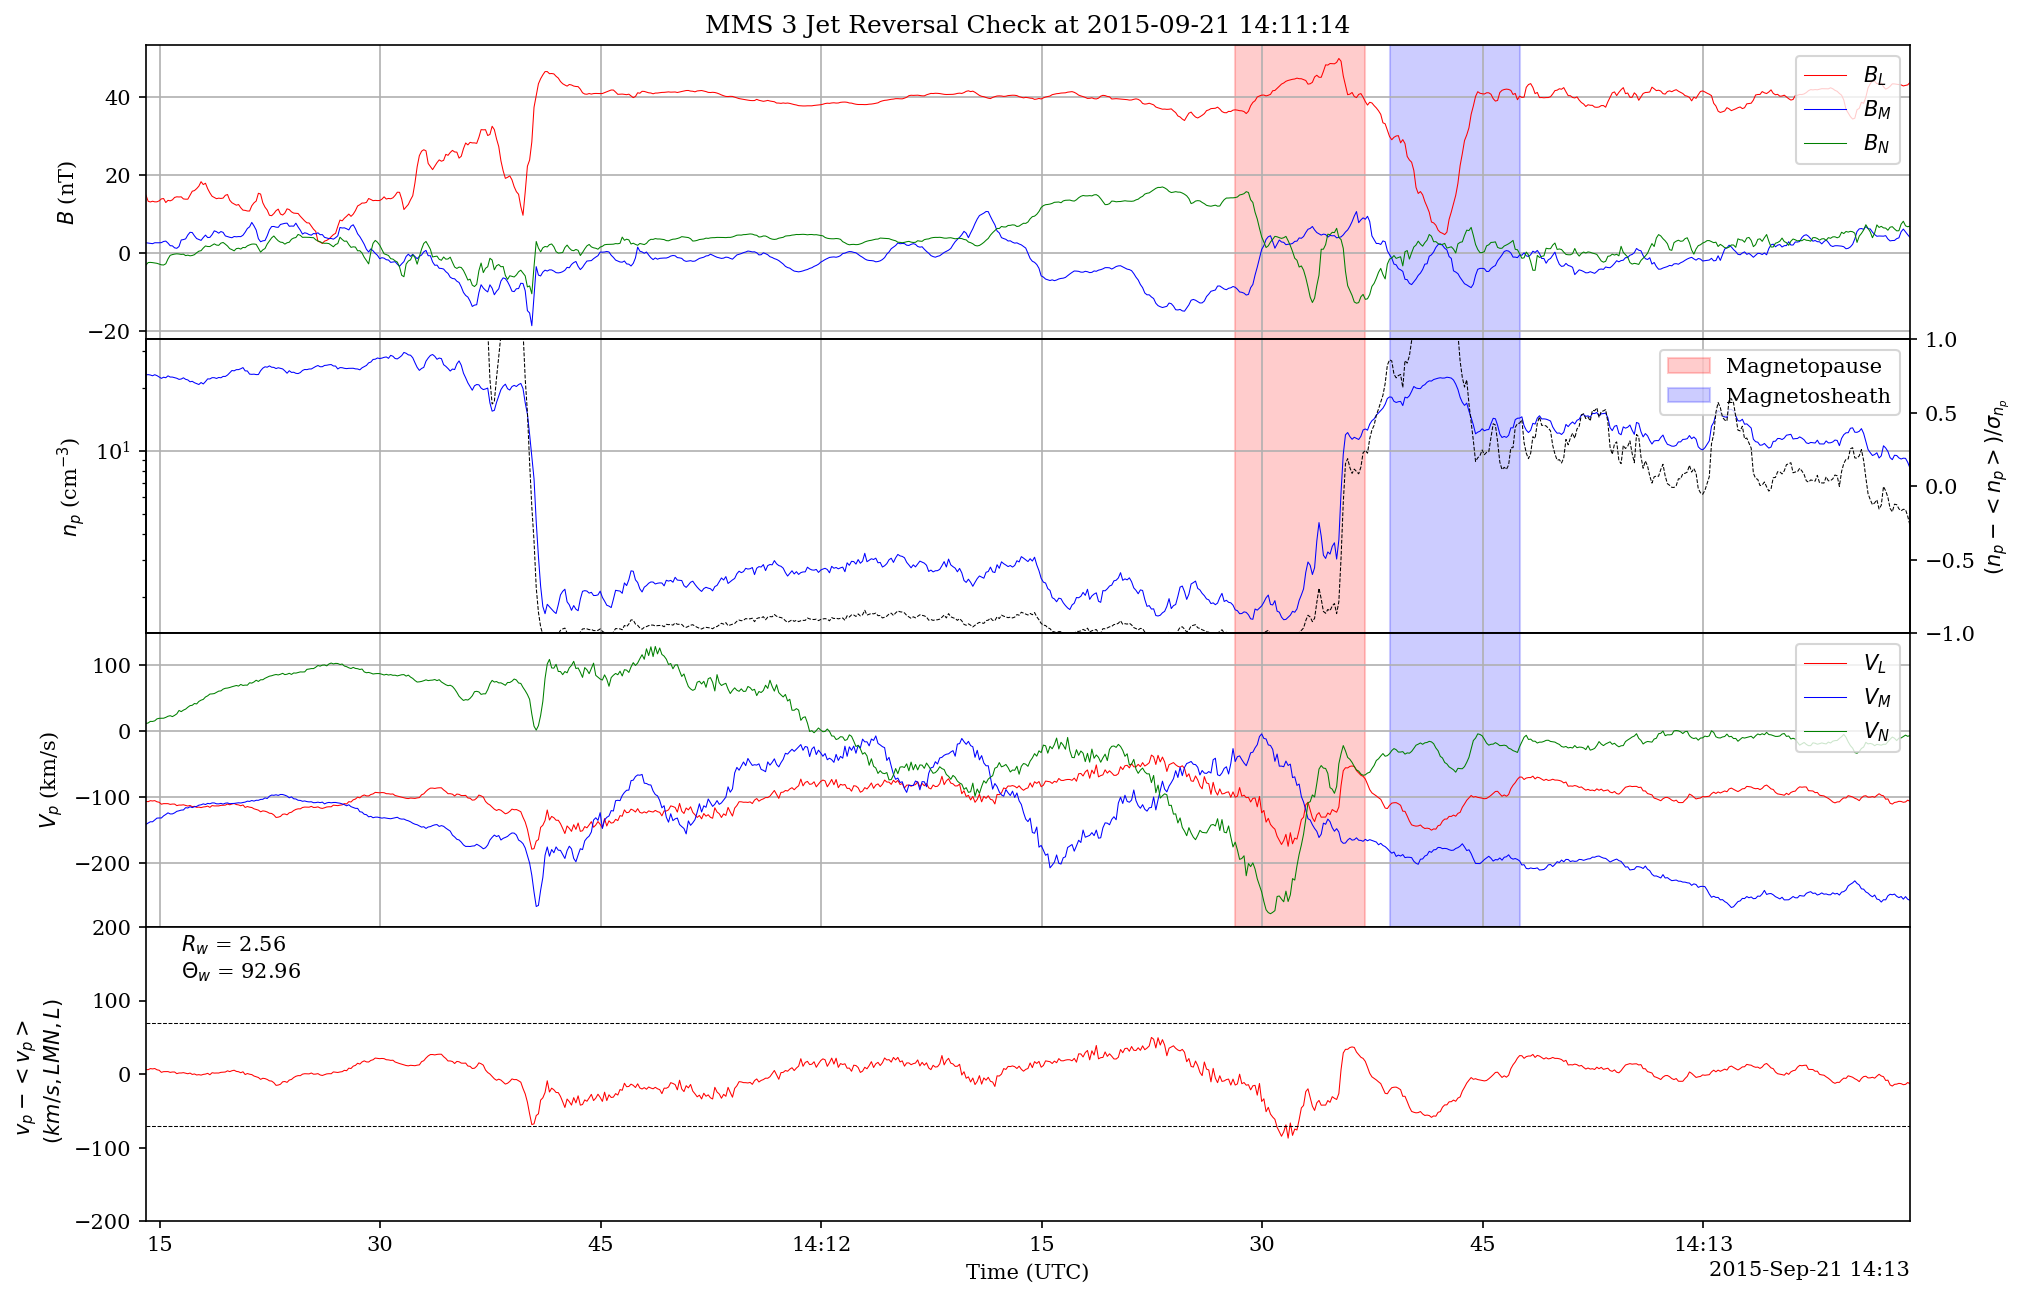 MMS 3 Jet Reversal Check at 2015-09-21 14:11:14
B (nT)
40
20
0
−20
B_L
B_M
B_N
n_p (cm^{−3})
10^1
Magnetopause
Magnetosheath
1.0
0.5
0.0
−0.5
−1.0
(n_p − <n_p>)/σ_{n_p}
V_p (km/s)
100
0
−100
−200
V_L
V_M
V_N
v_p − <v_p>
(km/s, LMN, L)
200
100
0
−100
−200
R_w = 2.56
Θ_w = 92.96
15
30
45
14:12
15
30
45
14:13
Time (UTC)
2015-Sep-21 14:13